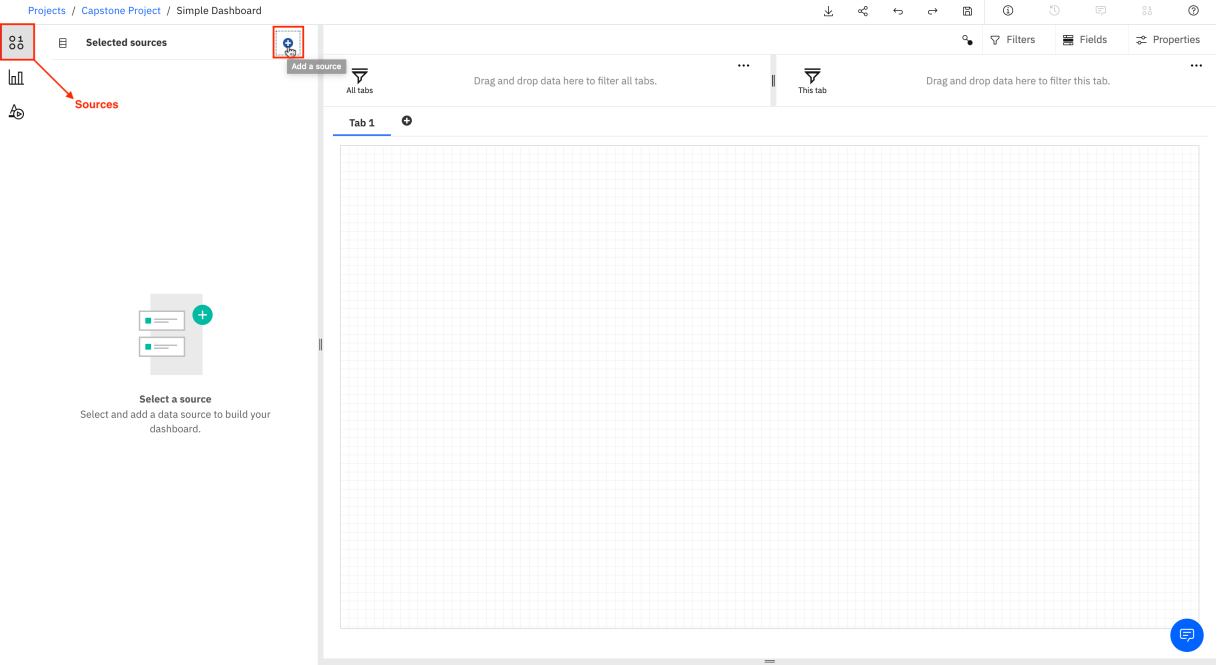 Projects / Capstone Project / Simple Dashboard
Selected sources
Add a source
Sources
Filters
Fields
Properties
All tabs
Drag and drop data here to filter all tabs.
This tab
Drag and drop data here to filter this tab.
Tab 1
Select a source
Select and add a data source to build your
dashboard.